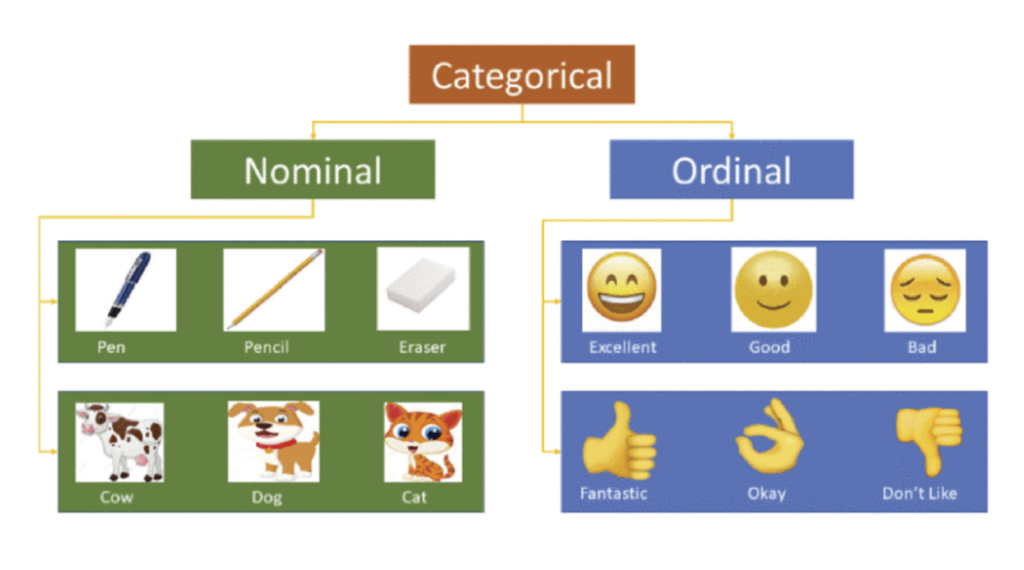 Categorical
Nominal
Ordinal
Pen Pencil Eraser
Excellent Good Bad
Cow Dog Cat
Fantastic Okay Don't Like